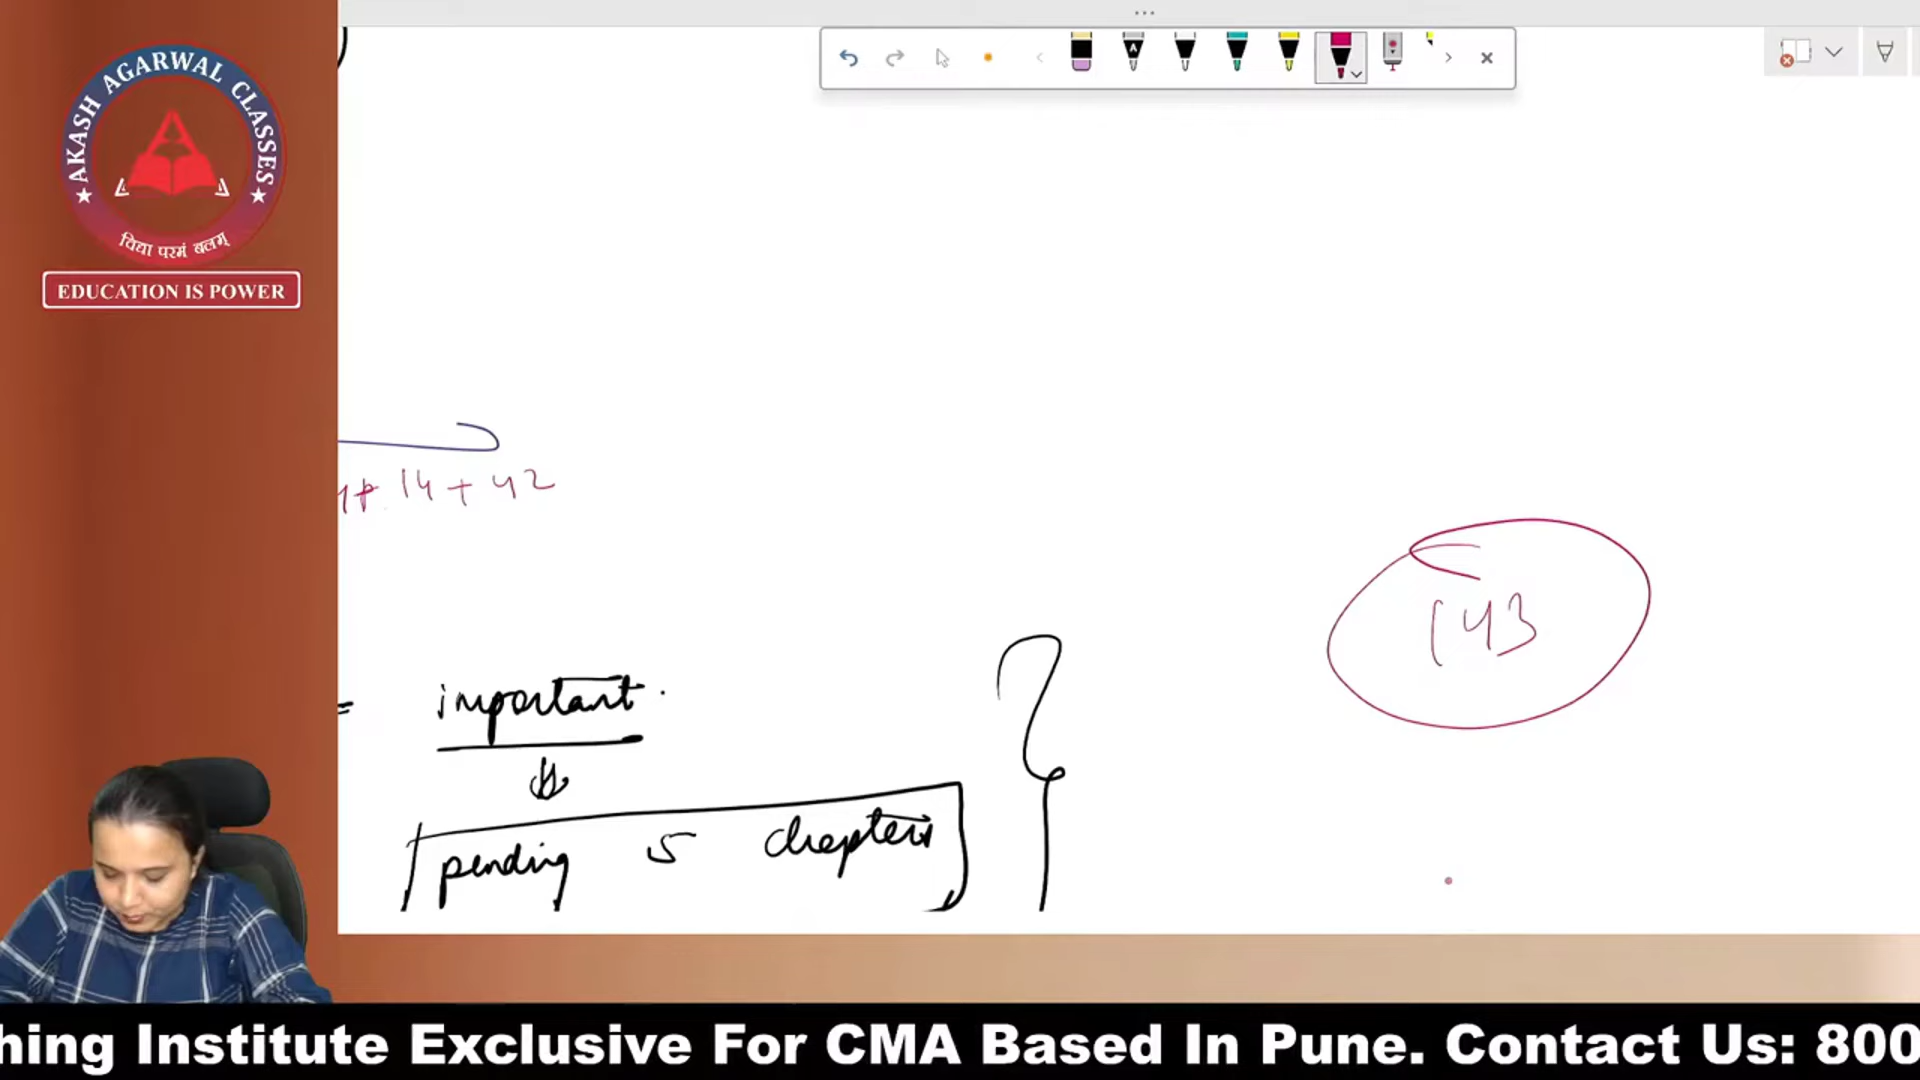 AKASH AGARWAL CLASSES
विद्या परमं बलम्
EDUCATION IS POWER
+ 14 + 42
143
= important.
pending 5 chapters
hing Institute Exclusive For CMA Based In Pune. Contact Us: 800